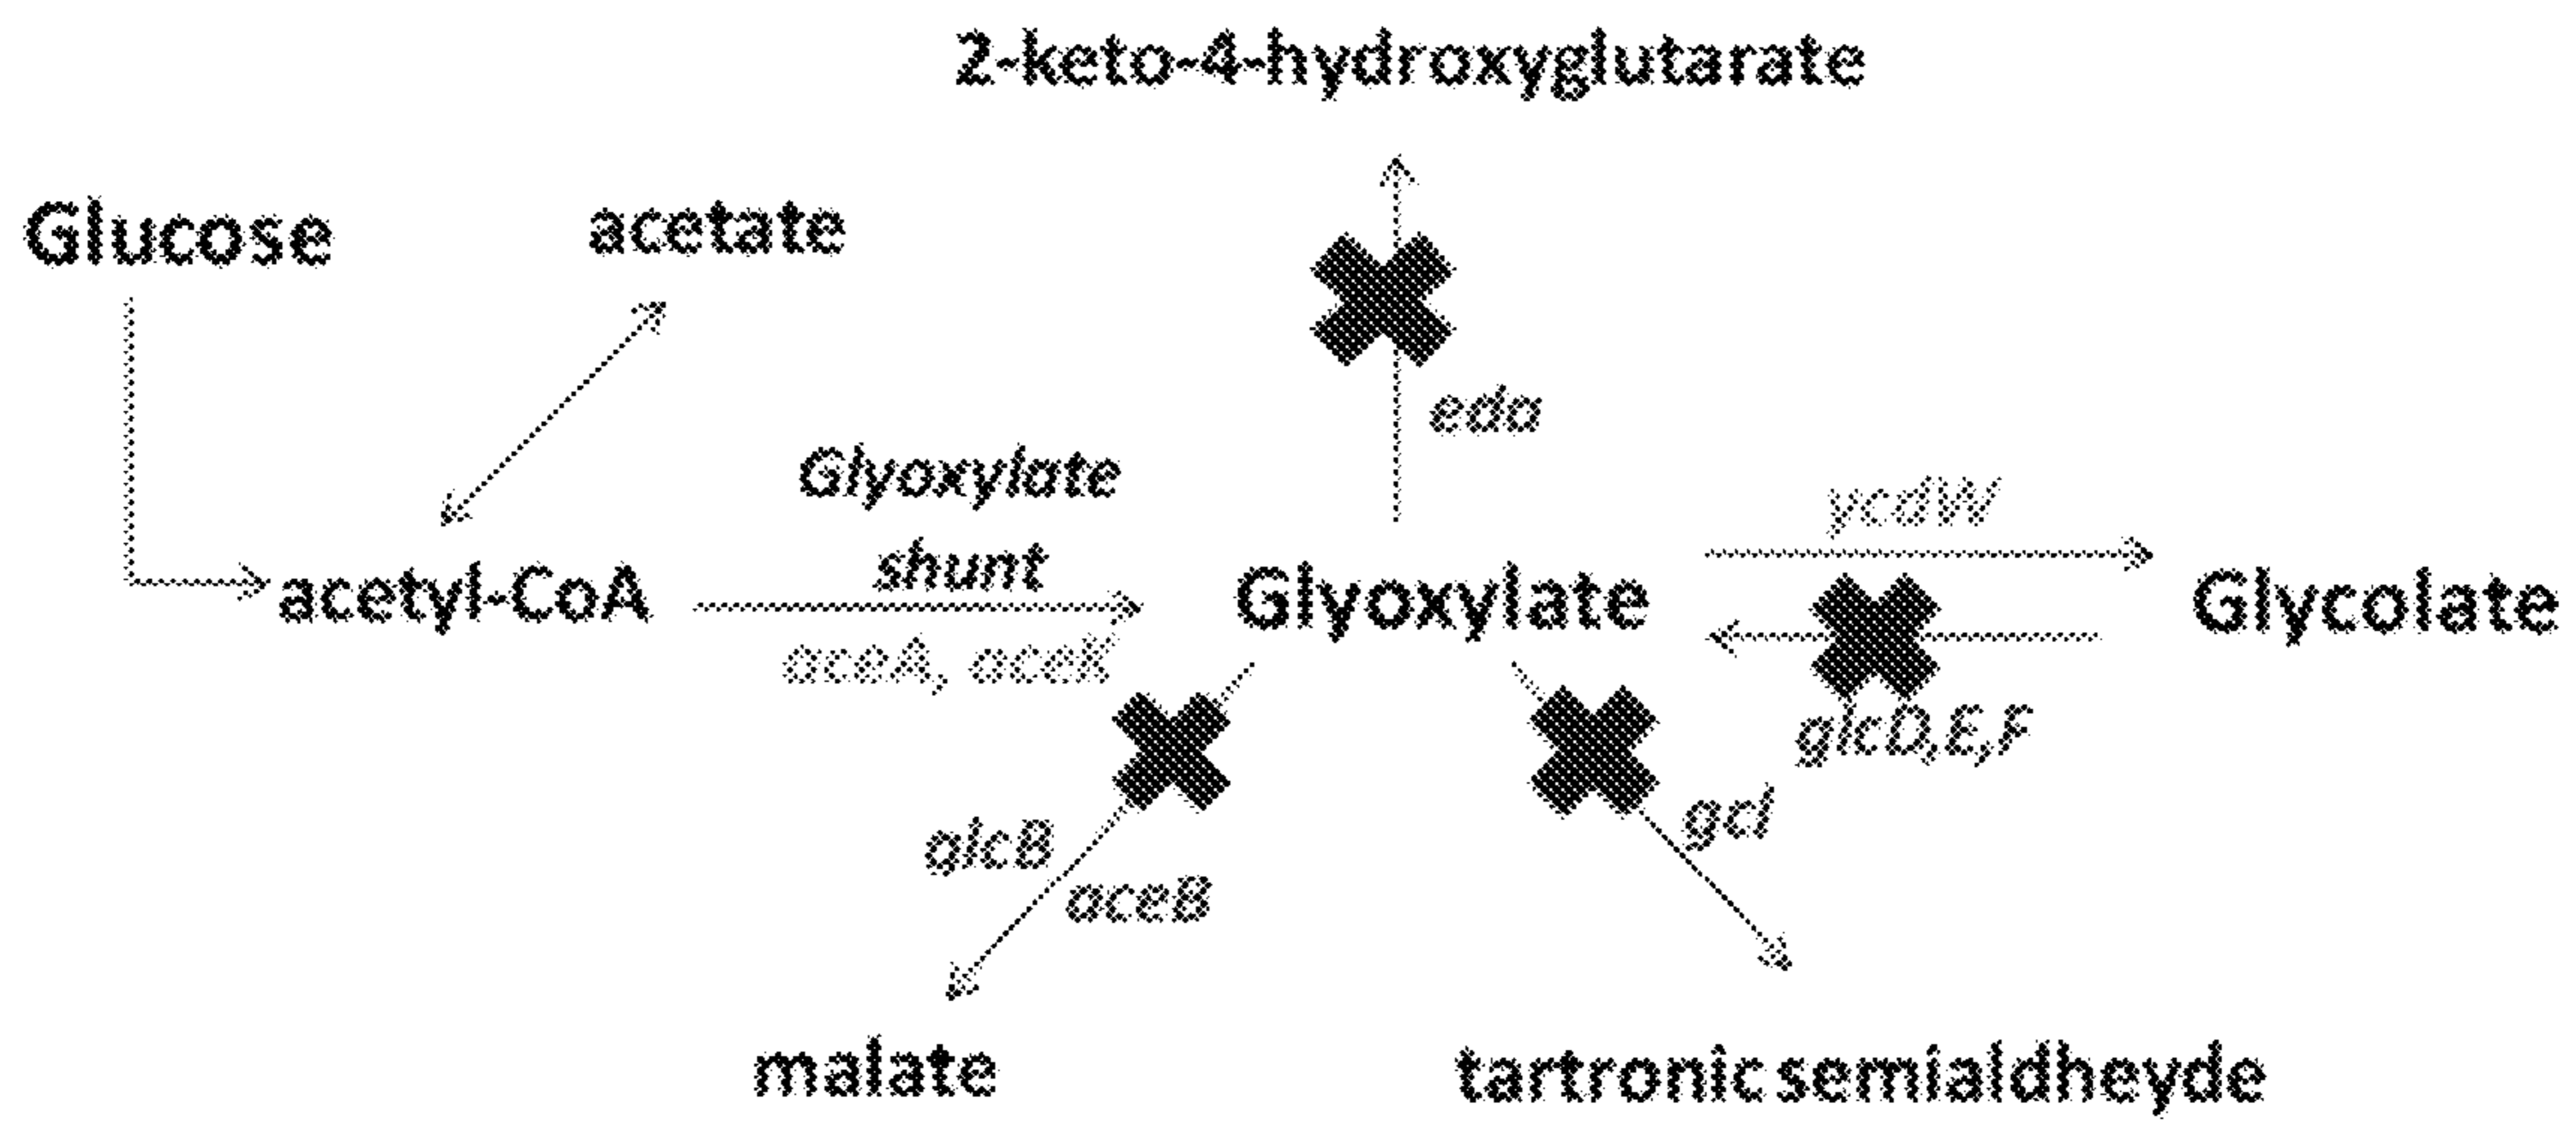 2-keto-4-hydroxyglutarate
Glucose
acetate
eda
Glyoxylate
shunt
ycdW
acetyl-CoA
Glyoxylate
Glycolate
aceA, aceK
glcD,E,F
glcB
gcl
aceB
malate
tartronic semialdheyde